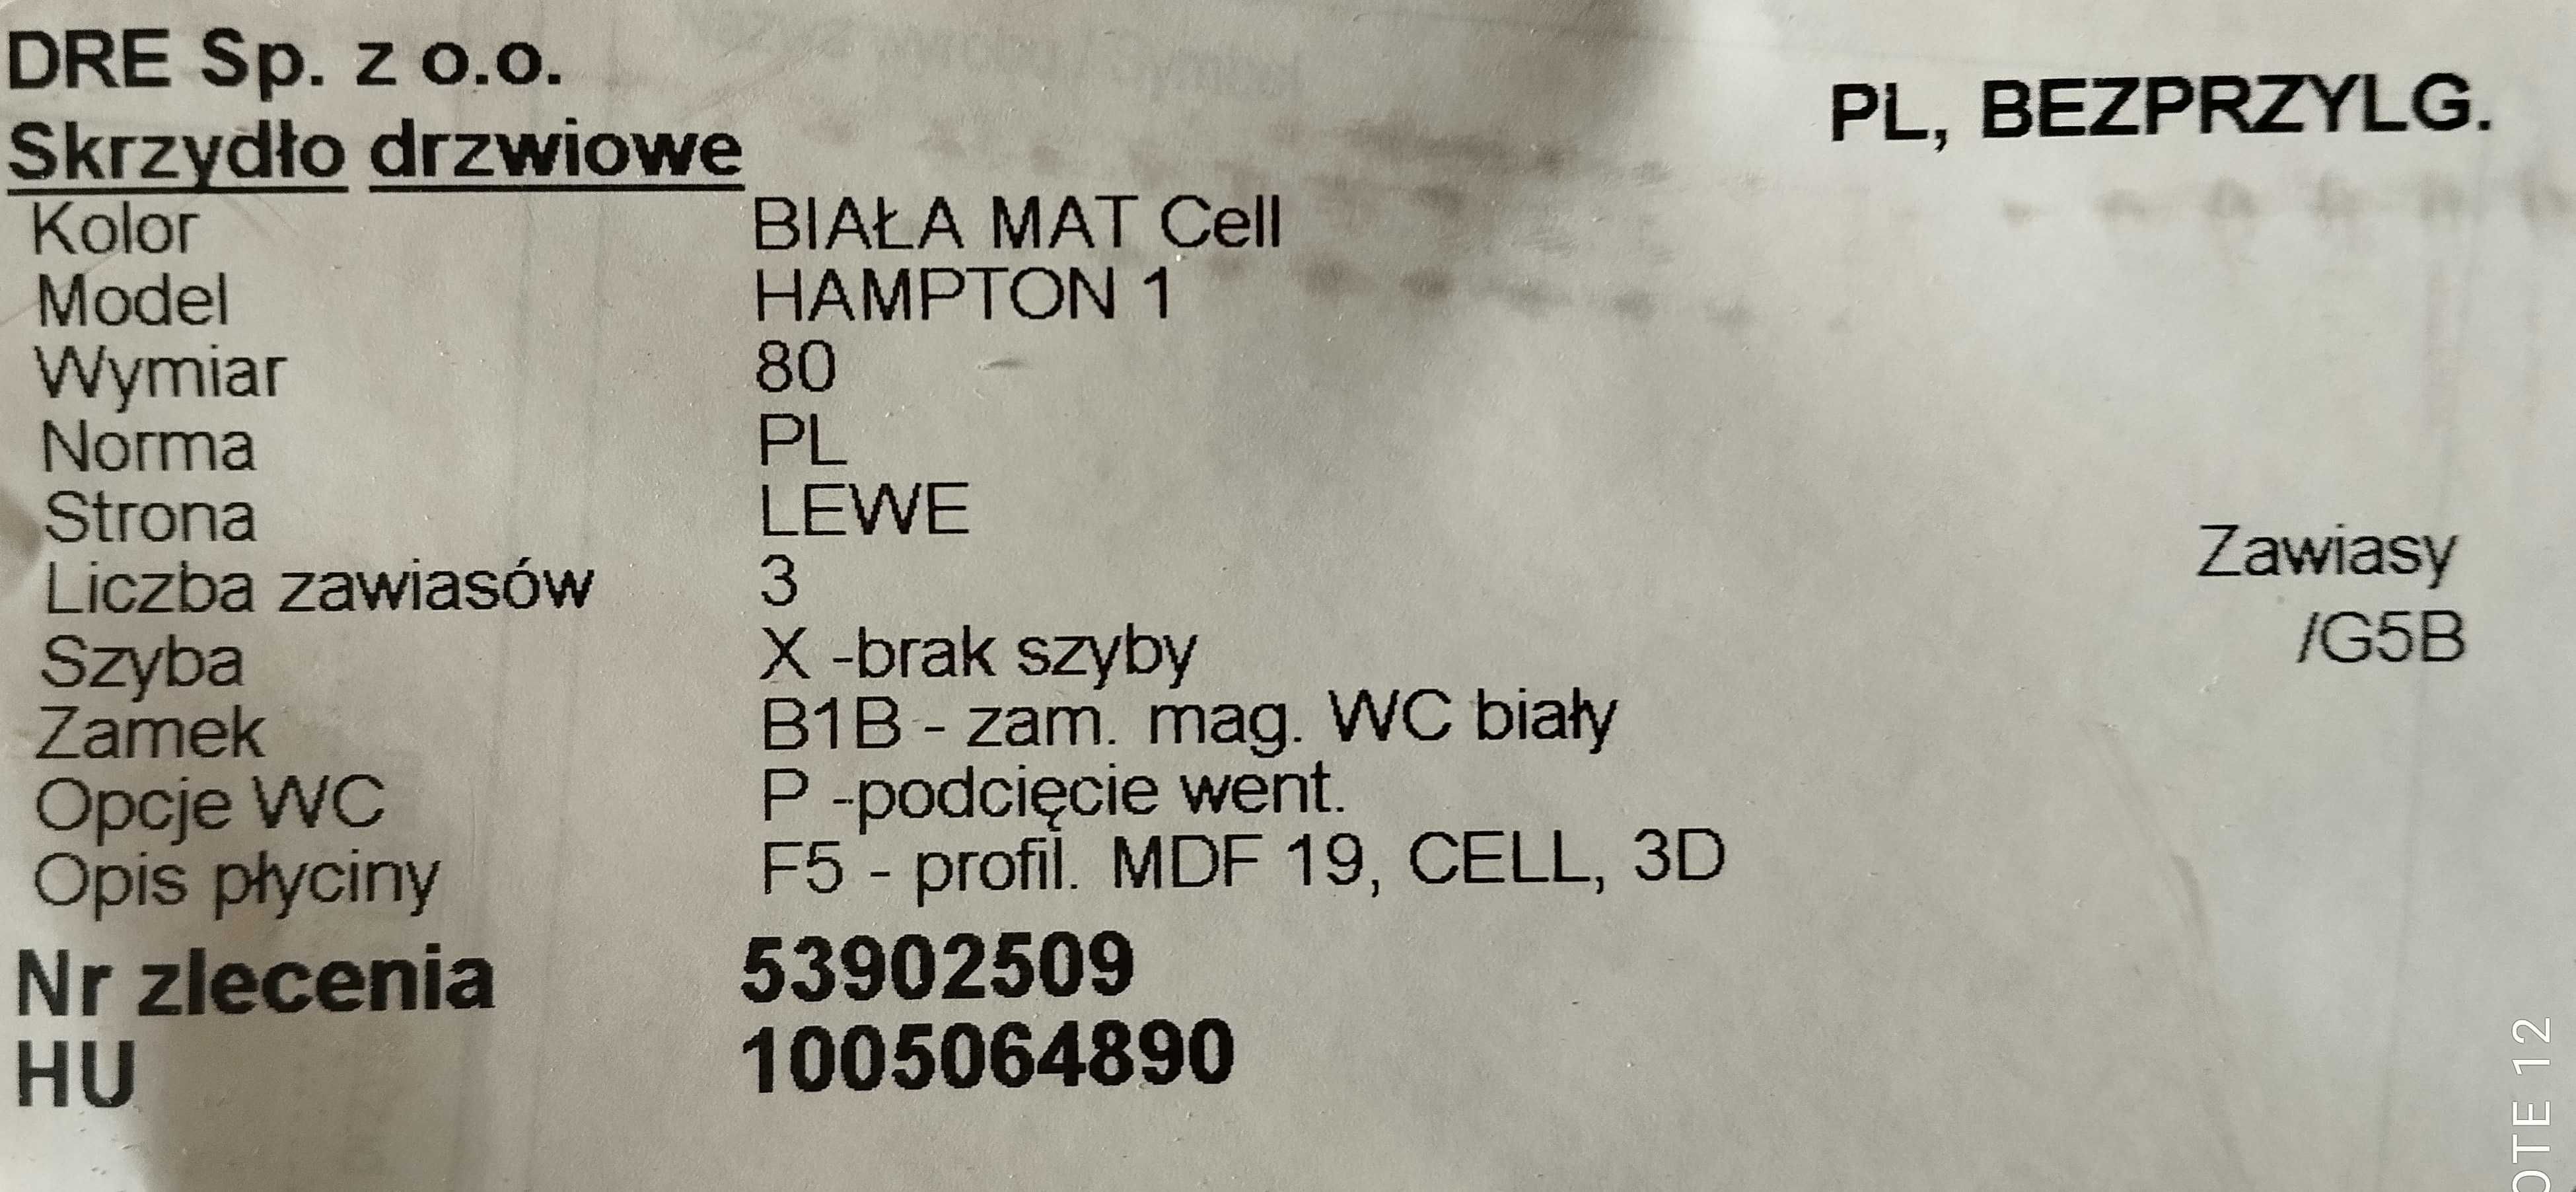 DRE Sp. z o.o.
PL, BEZPRZYLG.
Skrzydło drzwiowe
Kolor BIAŁA MAT Cell
Model HAMPTON 1
Wymiar 80
Norma PL
Strona LEWE
Zawiasy
Liczba zawiasów 3
/G5B
Szyba X -brak szyby
Zamek B1B - zam. mag. WC biały
Opcje WC P -podcięcie went.
Opis płyciny F5 - profil. MDF 19, CELL, 3D
Nr zlecenia 53902509
HU 1005064890
12